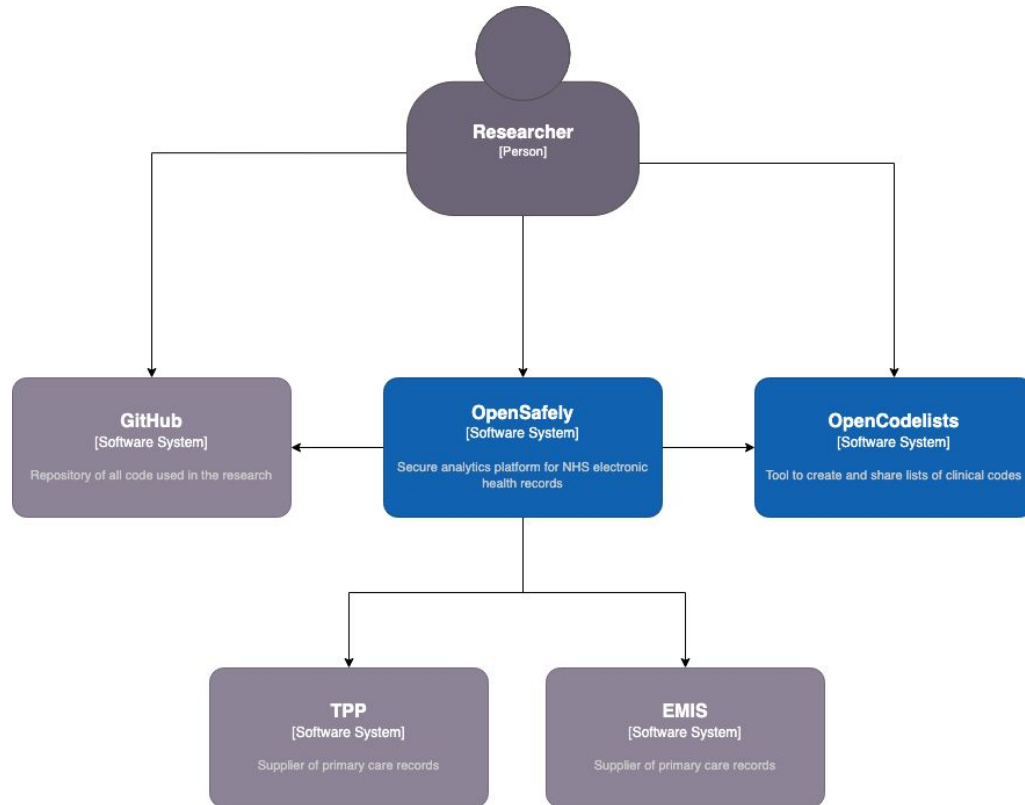 Researcher
[Person]
GitHub
[Software System]
Repository of all code used in the research
OpenSafely
[Software System]
Secure analytics platform for NHS electronic
health records
OpenCodelists
[Software System]
Tool to create and share lists of clinical codes
TPP
[Software System]
Supplier of primary care records
EMIS
[Software System]
Supplier of primary care records